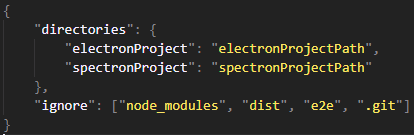 {
    "directories": {
        "electronProject": "electronProjectPath",
        "spectronProject": "spectronProjectPath"
    },
    "ignore": ["node_modules", "dist", "e2e", ".git"]
}